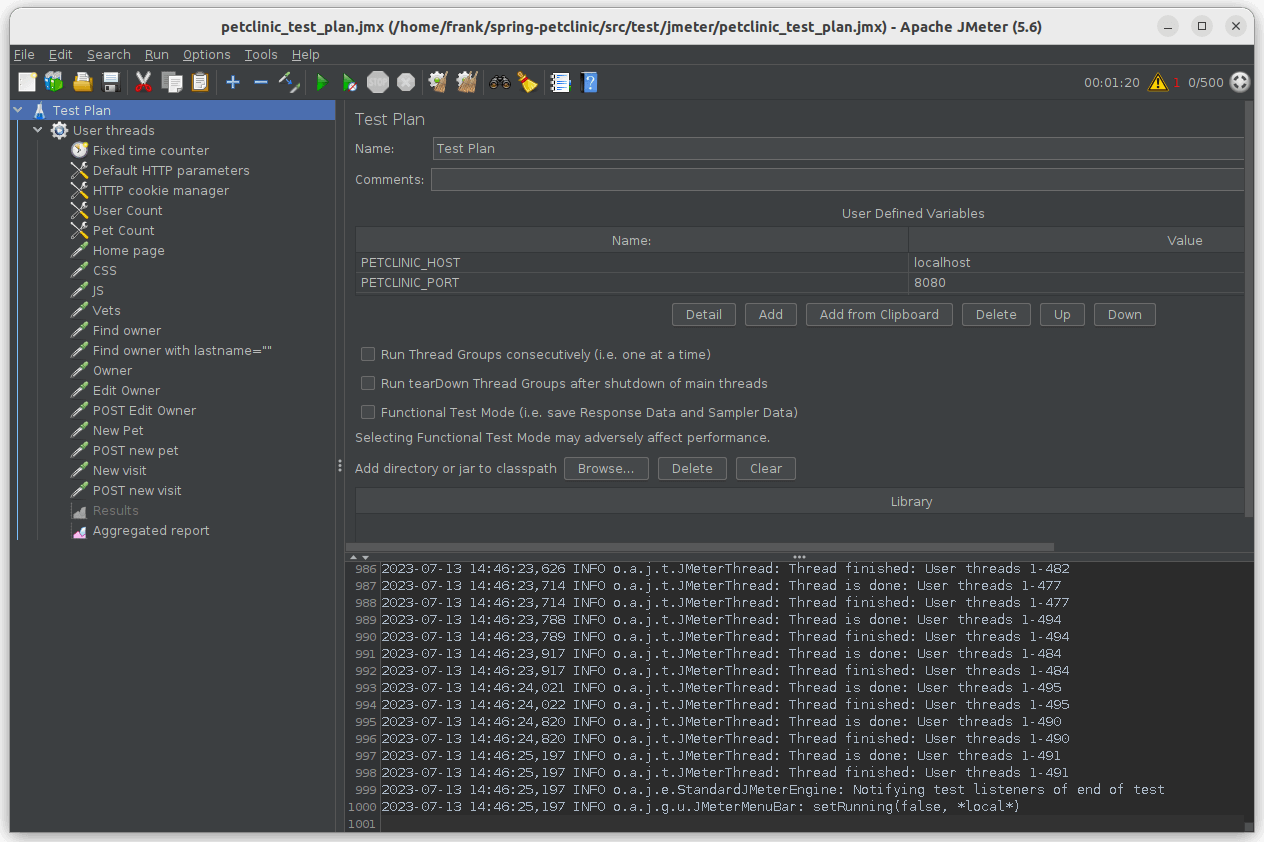 petclinic_test_plan.jmx (/home/frank/spring-petclinic/src/test/jmeter/petclinic_test_plan.jmx) - Apache JMeter (5.6)
File Edit Search Run Options Tools Help
00:01:20 1 0/500
Test Plan
User threads
Fixed time counter
Default HTTP parameters
HTTP cookie manager
User Count
Pet Count
Home page
CSS
JS
Vets
Find owner
Find owner with lastname=""
Owner
Edit Owner
POST Edit Owner
New Pet
POST new pet
New visit
POST new visit
Results
Aggregated report
Test Plan
Name: Test Plan
Comments:
User Defined Variables
Name: Value
PETCLINIC_HOST localhost
PETCLINIC_PORT 8080
Detail Add Add from Clipboard Delete Up Down
Run Thread Groups consecutively (i.e. one at a time)
Run tearDown Thread Groups after shutdown of main threads
Functional Test Mode (i.e. save Response Data and Sampler Data)
Selecting Functional Test Mode may adversely affect performance.
Add directory or jar to classpath Browse... Delete Clear
Library
986 2023-07-13 14:46:23,626 INFO o.a.j.t.JMeterThread: Thread finished: User threads 1-482
987 2023-07-13 14:46:23,714 INFO o.a.j.t.JMeterThread: Thread is done: User threads 1-477
988 2023-07-13 14:46:23,714 INFO o.a.j.t.JMeterThread: Thread finished: User threads 1-477
989 2023-07-13 14:46:23,788 INFO o.a.j.t.JMeterThread: Thread is done: User threads 1-494
990 2023-07-13 14:46:23,789 INFO o.a.j.t.JMeterThread: Thread finished: User threads 1-494
991 2023-07-13 14:46:23,917 INFO o.a.j.t.JMeterThread: Thread is done: User threads 1-484
992 2023-07-13 14:46:23,917 INFO o.a.j.t.JMeterThread: Thread finished: User threads 1-484
993 2023-07-13 14:46:24,021 INFO o.a.j.t.JMeterThread: Thread is done: User threads 1-495
994 2023-07-13 14:46:24,022 INFO o.a.j.t.JMeterThread: Thread finished: User threads 1-495
995 2023-07-13 14:46:24,820 INFO o.a.j.t.JMeterThread: Thread is done: User threads 1-490
996 2023-07-13 14:46:24,820 INFO o.a.j.t.JMeterThread: Thread finished: User threads 1-490
997 2023-07-13 14:46:25,197 INFO o.a.j.t.JMeterThread: Thread is done: User threads 1-491
998 2023-07-13 14:46:25,197 INFO o.a.j.t.JMeterThread: Thread finished: User threads 1-491
999 2023-07-13 14:46:25,197 INFO o.a.j.e.StandardJMeterEngine: Notifying test listeners of end of test
1000 2023-07-13 14:46:25,197 INFO o.a.j.g.u.JMeterMenuBar: setRunning(false, *local*)
1001